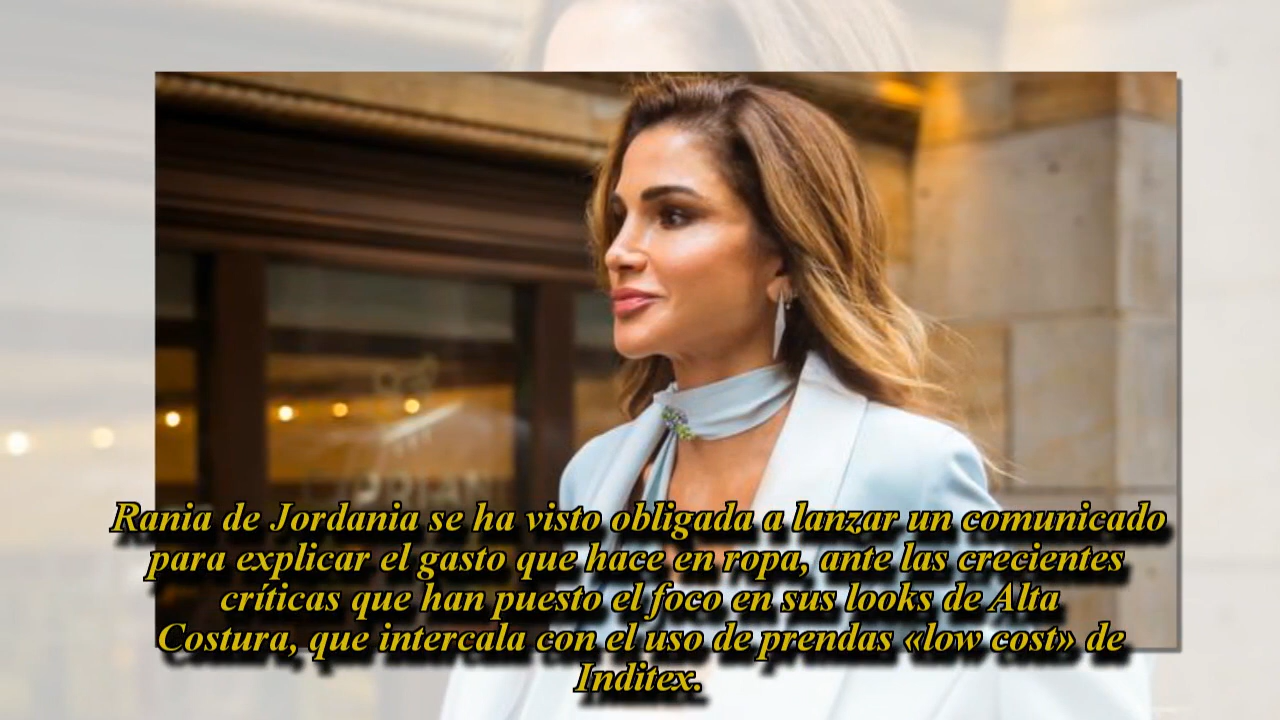 Rania de Jordania se ha visto obligada a lanzar un comunicado
para explicar el gasto que hace en ropa, ante las crecientes
críticas que han puesto el foco en sus looks de Alta
Costura, que intercala con el uso de prendas «low cost» de
Inditex.